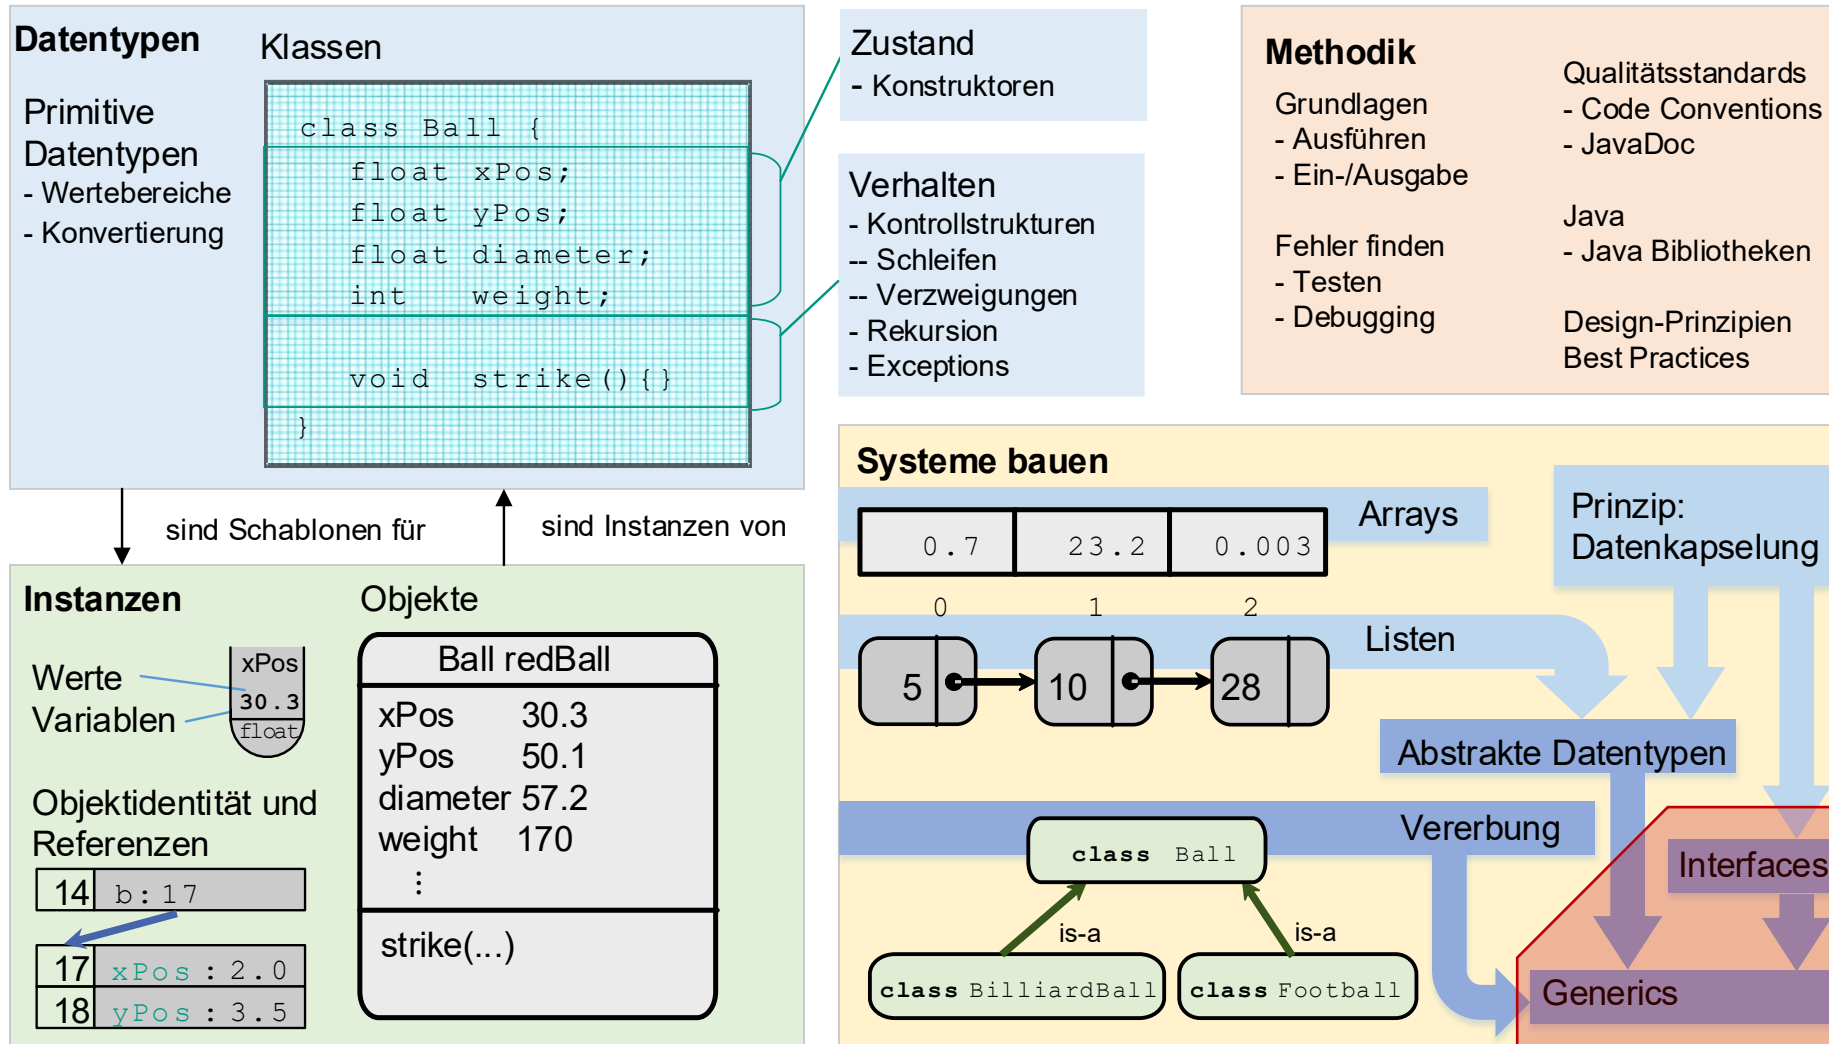 Datentypen
Klassen
Primitive
Datentypen
- Wertebereiche
- Konvertierung
class Ball {
float xPos;
float yPos;
float diameter;
int weight;
void strike(){}
}
Zustand
- Konstruktoren
Verhalten
- Kontrollstrukturen
-- Schleifen
-- Verzweigungen
- Rekursion
- Exceptions
Methodik
Grundlagen
- Ausführen
- Ein-/Ausgabe
Fehler finden
- Testen
- Debugging
Qualitätsstandards
- Code Conventions
- JavaDoc
Java
- Java Bibliotheken
Design-Prinzipien
Best Practices
sind Schablonen für
sind Instanzen von
Instanzen
Objekte
Werte
Variablen
xPos
30.3
float
Objektidentität und
Referenzen
14 b:17
17 xPos:2.0
18 yPos:3.5
Ball redBall
xPos 30.3
yPos 50.1
diameter 57.2
weight 170
⋮
strike(...)
Systeme bauen
Arrays
0.7 23.2 0.003
0 1 2
Prinzip:
Datenkapselung
Listen
5 10 28
Abstrakte Datentypen
Vererbung
class Ball
is-a is-a
class BilliardBall class Football
Interfaces
Generics